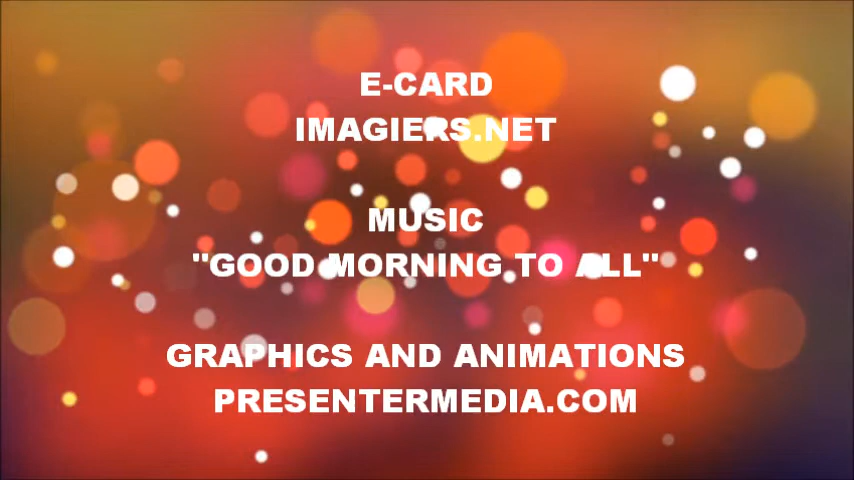 E-CARD
IMAGIERS.NET
MUSIC
"GOOD MORNING TO ALL"
GRAPHICS AND ANIMATIONS
PRESENTERMEDIA.COM